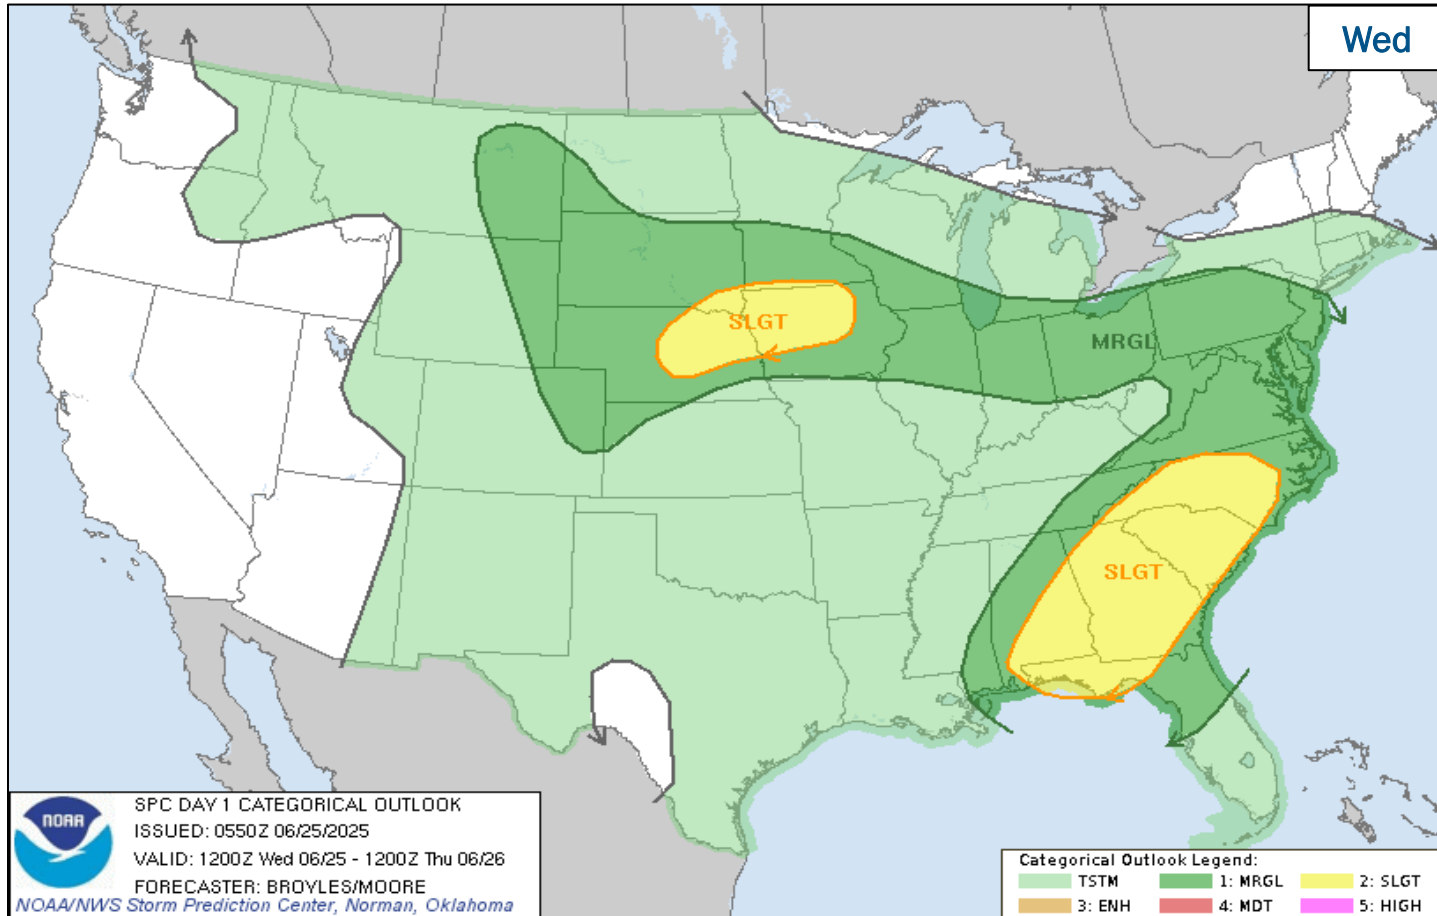 Wed
SLGT
MRGL
SLGT
NOAA
SPC DAY 1 CATEGORICAL OUTLOOK
ISSUED: 0550Z 06/25/2025
VALID: 1200Z Wed 06/25 - 1200Z Thu 06/26
FORECASTER: BROYLES/MOORE
NOAA/NWS Storm Prediction Center, Norman, Oklahoma
Categorical Outlook Legend:
TSTM 1: MRGL 2: SLGT
3: ENH 4: MDT 5: HIGH